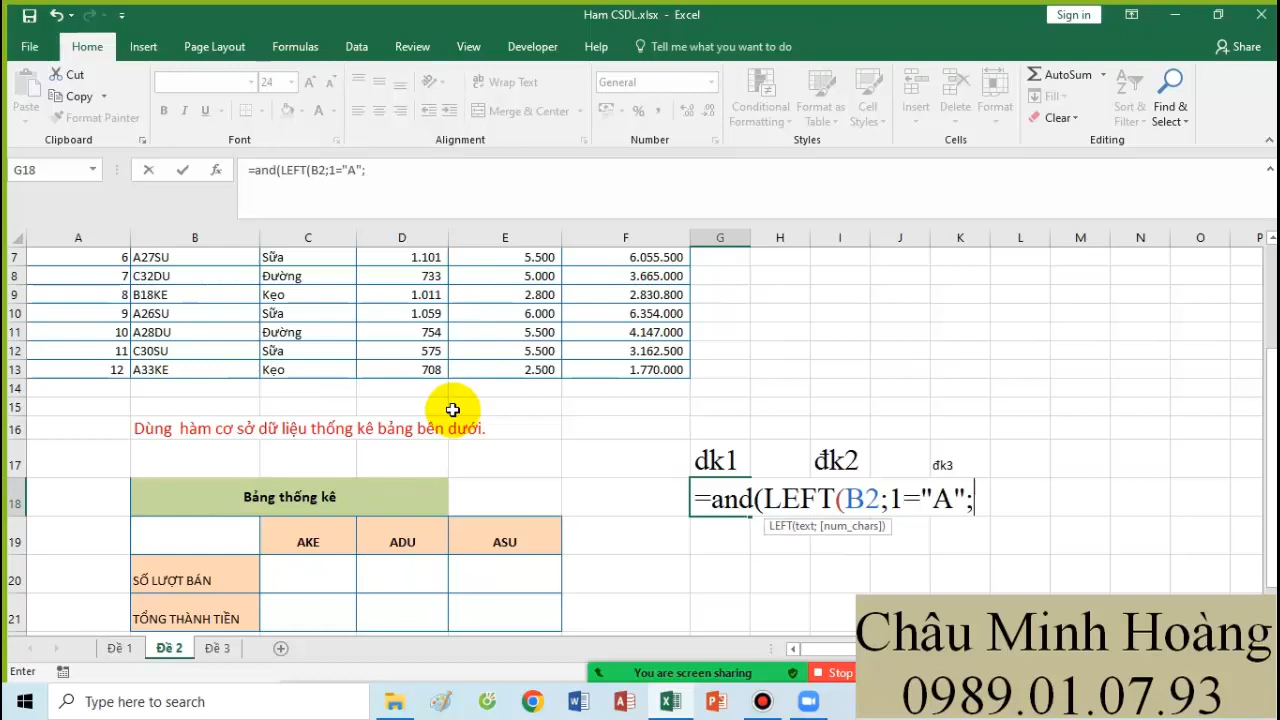 Ham CSDL.xlsx - Excel
Sign in
File Home Insert Page Layout Formulas Data Review View Developer Help Tell me what you want to do Share
Cut
Copy
Format Painter
Paste
Clipboard
24
B I U
A A
Font
Wrap Text
Merge & Center
Alignment
General
%
Number
Conditional Formatting
Format as Table
Cell Styles
Styles
Insert Delete Format
Cells
AutoSum
Fill
Clear
Sort & Filter
Find & Select
Editing
G18 fx =and(LEFT(B2;1="A";
A B C D E F G H I J K L M N O P
7 6 A27SU Sữa 1.101 5.500 6.055.500
8 7 C32DU Đường 733 5.000 3.665.000
9 8 B18KE Kẹo 1.011 2.800 2.830.800
10 9 A26SU Sữa 1.059 6.000 6.354.000
11 10 A28DU Đường 754 5.500 4.147.000
12 11 C30SU Sữa 575 5.500 3.162.500
13 12 A33KE Kẹo 708 2.500 1.770.000
14
15
16 Dùng hàm cơ sở dữ liệu thống kê bảng bên dưới.
17 đk1 đk2 đk3
18 Bảng thống kê =and(LEFT(B2;1="A";
LEFT(text; [num_chars])
19 AKE ADU ASU
20 SỐ LƯỢT BÁN
21 TỔNG THÀNH TIỀN
Đề 1 Đề 2 Đề 3
Enter
You are screen sharing Stop
Type here to search
Châu Minh Hoàng
0989.01.07.93